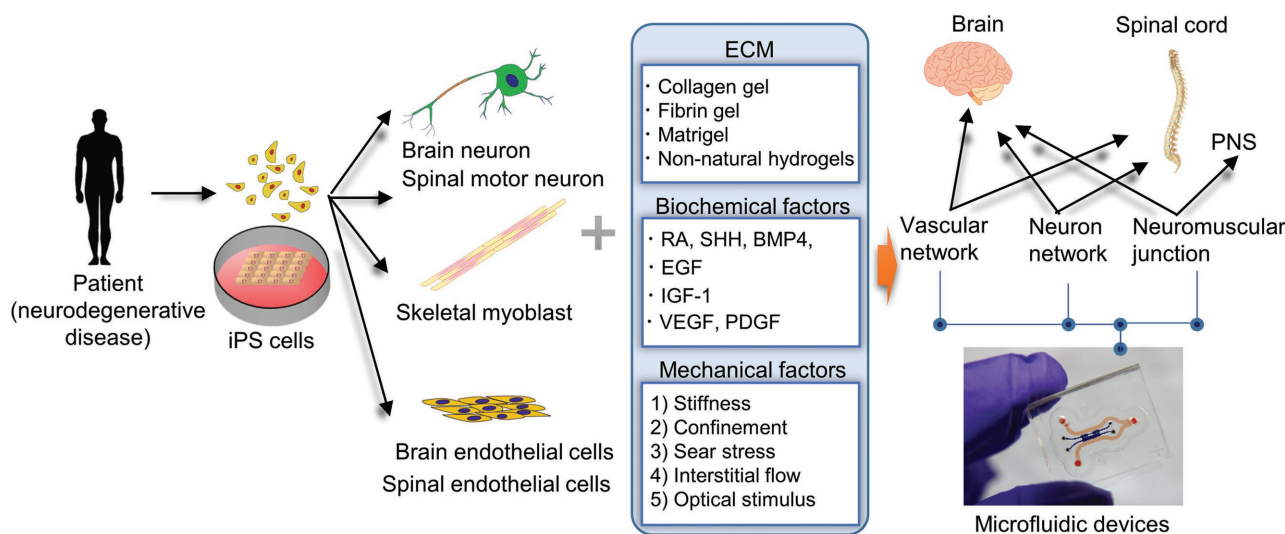 Patient
(neurodegenerative
disease)
iPS cells
Brain neuron
Spinal motor neuron
Skeletal myoblast
Brain endothelial cells
Spinal endothelial cells
+
ECM
· Collagen gel
· Fibrin gel
· Matrigel
· Non-natural hydrogels
Biochemical factors
· RA, SHH, BMP4,
· EGF
· IGF-1
· VEGF, PDGF
Mechanical factors
1) Stiffness
2) Confinement
3) Sear stress
4) Interstitial flow
5) Optical stimulus
Brain
Spinal cord
PNS
Vascular
network
Neuron
network
Neuromuscular
junction
Microfluidic devices